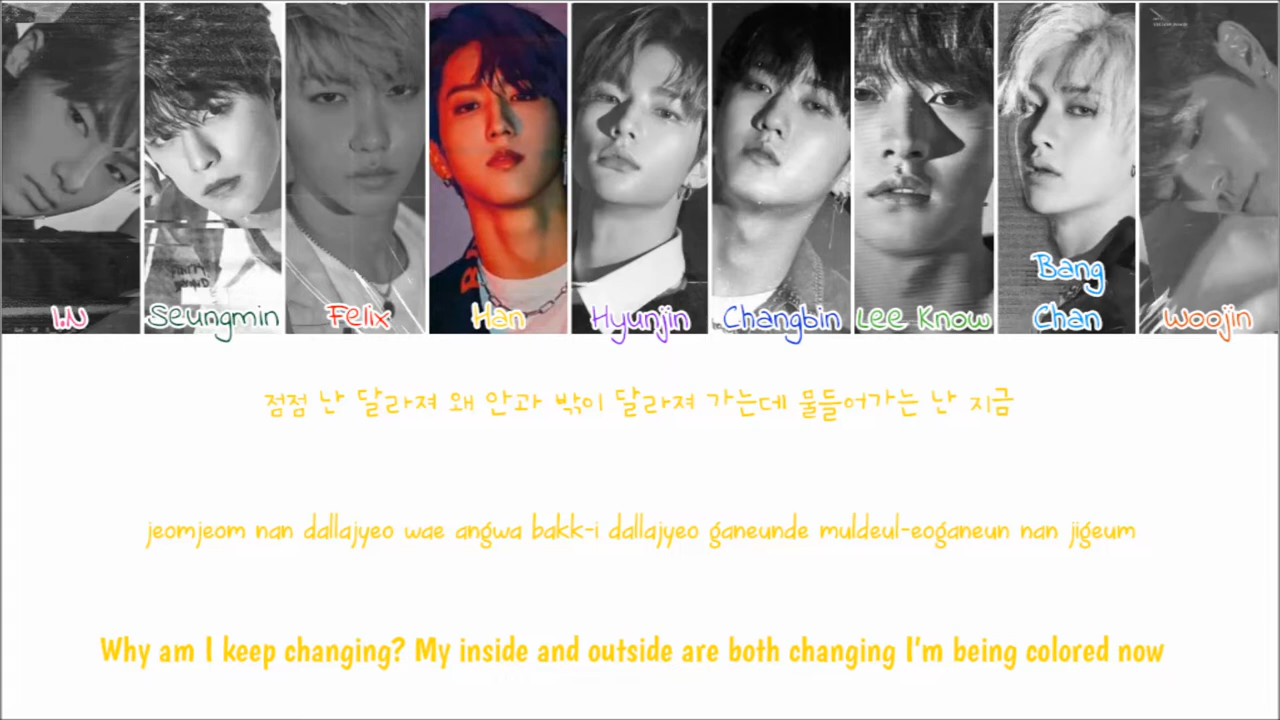 I.N
Seungmin
Felix
Han
Hyunjin
Changbin
Lee Know
Bang
Chan
Woojin
점점 난 달라져 왜 안과 밖이 달라져 가는데 물들어가는 난 지금
jeomjeom nan dallajyeo wae angwa bakk-i dallajyeo ganeunde muldeul-eoganeun nan jigeum
Why am I keep changing? My inside and outside are both changing I'm being colored now